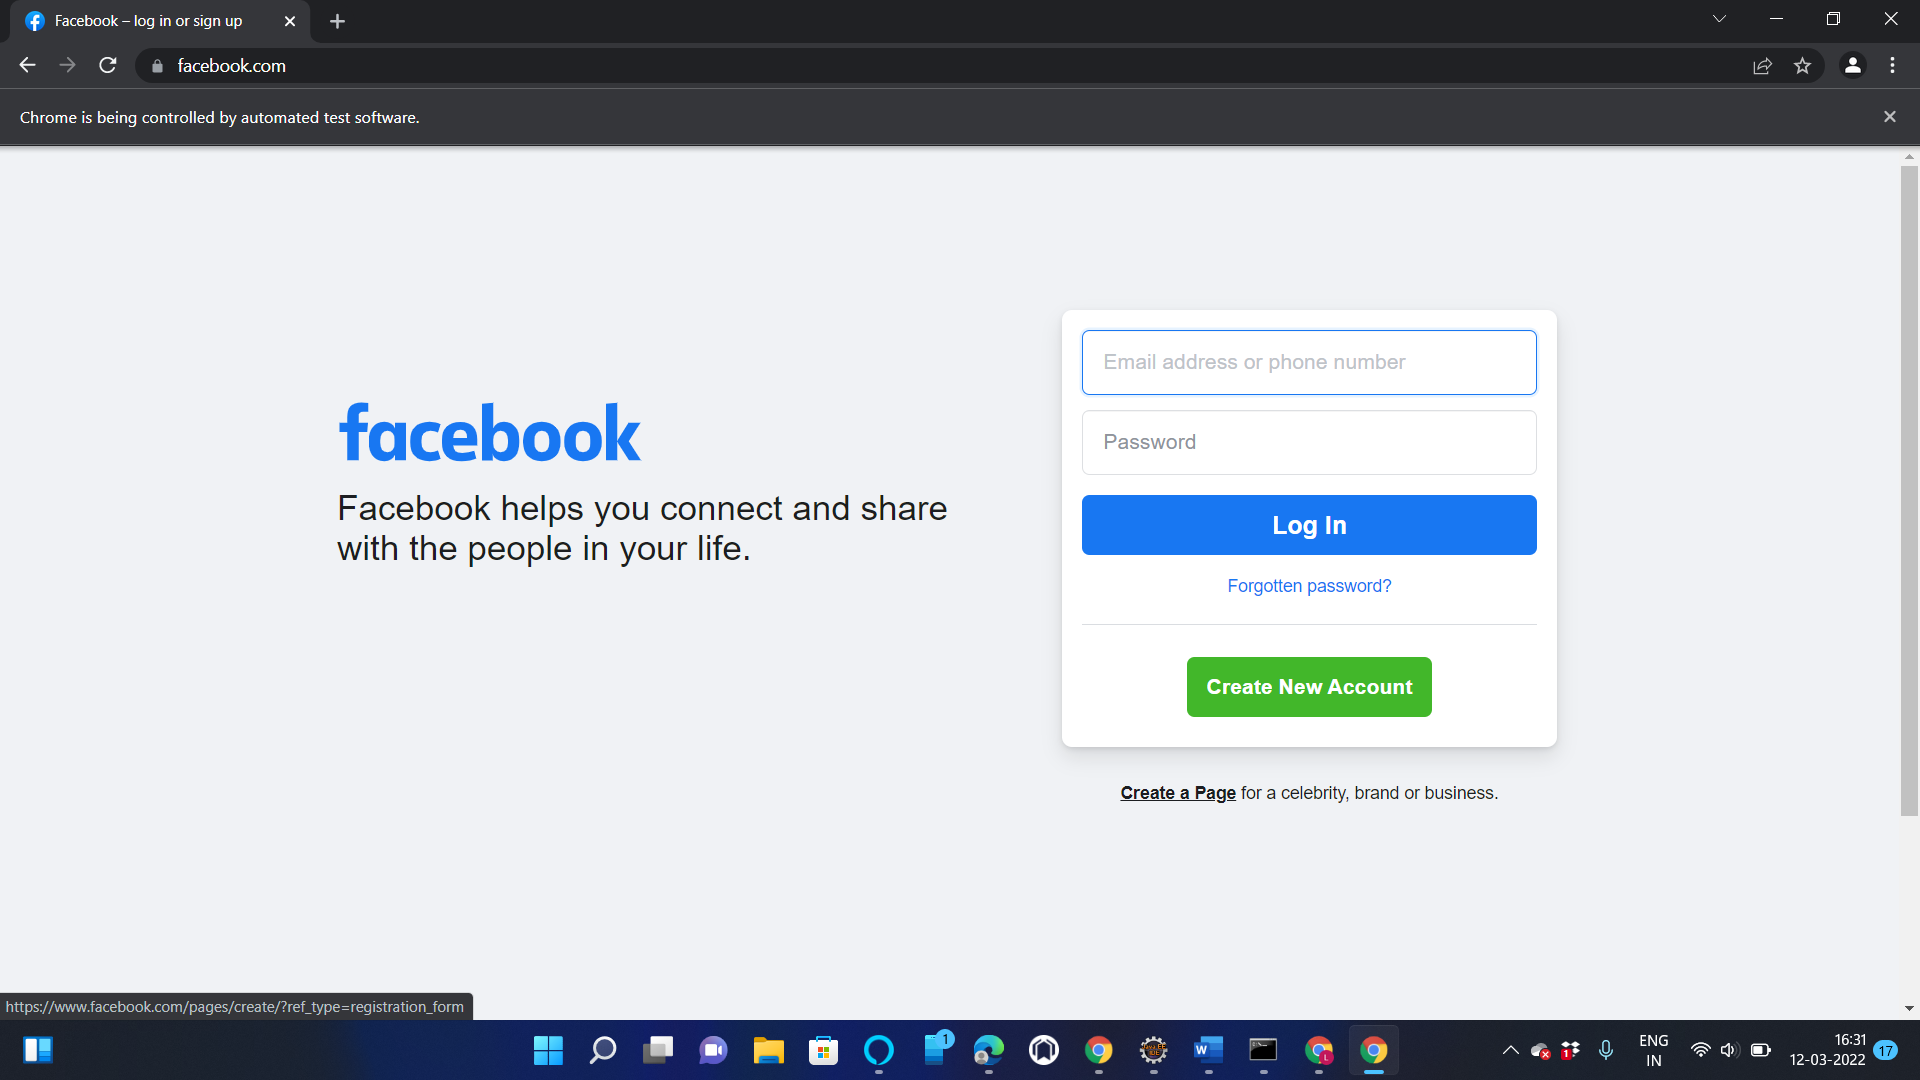 Facebook – log in or sign up
facebook.com
Chrome is being controlled by automated test software.
facebook
Facebook helps you connect and share
with the people in your life.
Email address or phone number
Password
Log In
Forgotten password?
Create New Account
Create a Page for a celebrity, brand or business.
https://www.facebook.com/pages/create/?ref_type=registration_form
1
W
L
1
ENG
IN
16:31
12-03-2022
17